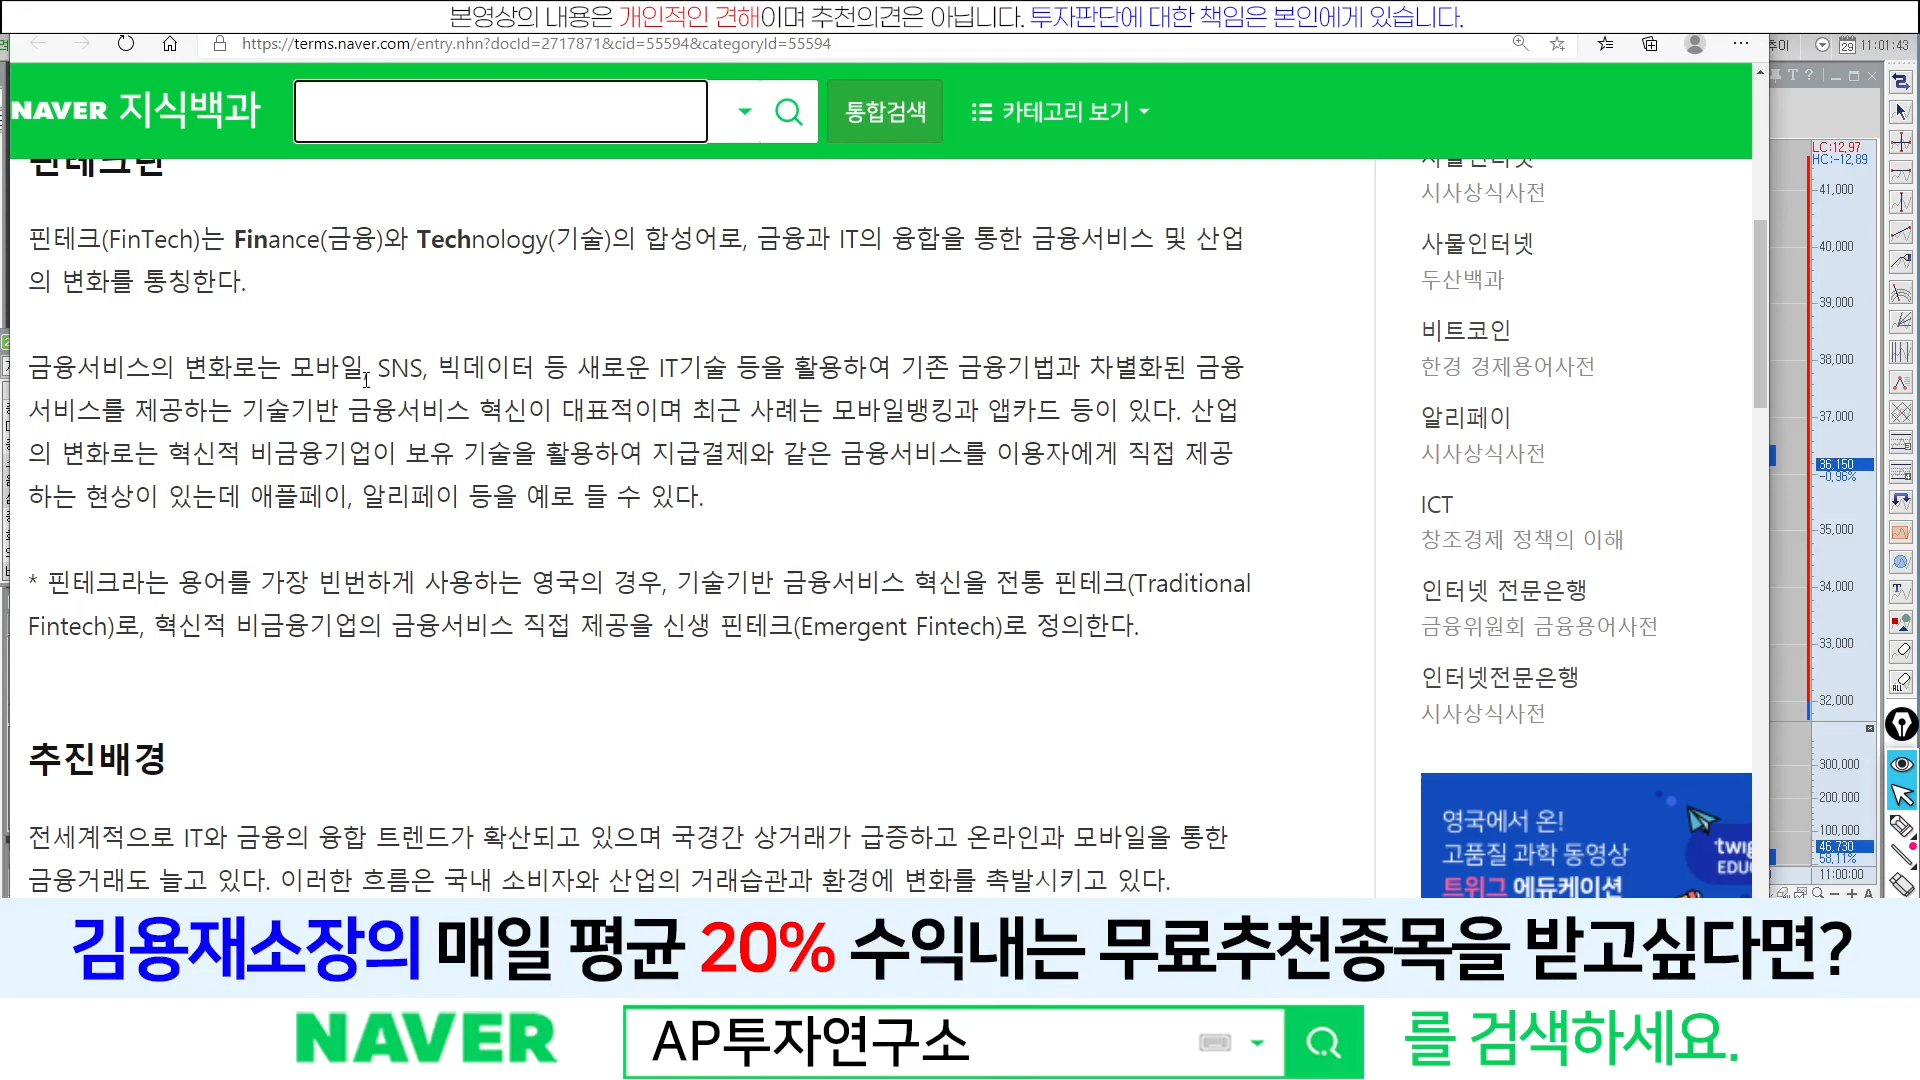 본영상의 내용은 개인적인 견해이며 추천의견은 아닙니다. 투자판단에 대한 책임은 본인에게 있습니다.
https://terms.naver.com/entry.nhn?docId=2717871&cid=55594&categoryId=55594
29 11:01:43
NAVER 지식백과
통합검색
카테고리 보기
핀테크란
핀테크(FinTech)는 Finance(금융)와 Technology(기술)의 합성어로, 금융과 IT의 융합을 통한 금융서비스 및 산업
의 변화를 통칭한다.
금융서비스의 변화로는 모바일, SNS, 빅데이터 등 새로운 IT기술 등을 활용하여 기존 금융기법과 차별화된 금융
서비스를 제공하는 기술기반 금융서비스 혁신이 대표적이며 최근 사례는 모바일뱅킹과 앱카드 등이 있다. 산업
의 변화로는 혁신적 비금융기업이 보유 기술을 활용하여 지급결제와 같은 금융서비스를 이용자에게 직접 제공
하는 현상이 있는데 애플페이, 알리페이 등을 예로 들 수 있다.
* 핀테크라는 용어를 가장 빈번하게 사용하는 영국의 경우, 기술기반 금융서비스 혁신을 전통 핀테크(Traditional
Fintech)로, 혁신적 비금융기업의 금융서비스 직접 제공을 신생 핀테크(Emergent Fintech)로 정의한다.
추진배경
전세계적으로 IT와 금융의 융합 트렌드가 확산되고 있으며 국경간 상거래가 급증하고 온라인과 모바일을 통한
금융거래도 늘고 있다. 이러한 흐름은 국내 소비자와 산업의 거래습관과 환경에 변화를 촉발시키고 있다.
사물인터넷
시사상식사전
사물인터넷
두산백과
비트코인
한경 경제용어사전
알리페이
시사상식사전
ICT
창조경제 정책의 이해
인터넷 전문은행
금융위원회 금융용어사전
인터넷전문은행
시사상식사전
영국에서 온!
고품질 과학 동영상
트위그 에듀케이션
twig
EDU
LC:12,97
HC:-12,89
41,000
40,000
39,000
38,000
37,000
36,150
-0,96%
35,000
34,000
33,000
32,000
300,000
200,000
100,000
46,730
58,11%
11:00:00
김용재소장의 매일 평균 20% 수익내는 무료추천종목을 받고싶다면?
NAVER AP투자연구소 를 검색하세요.